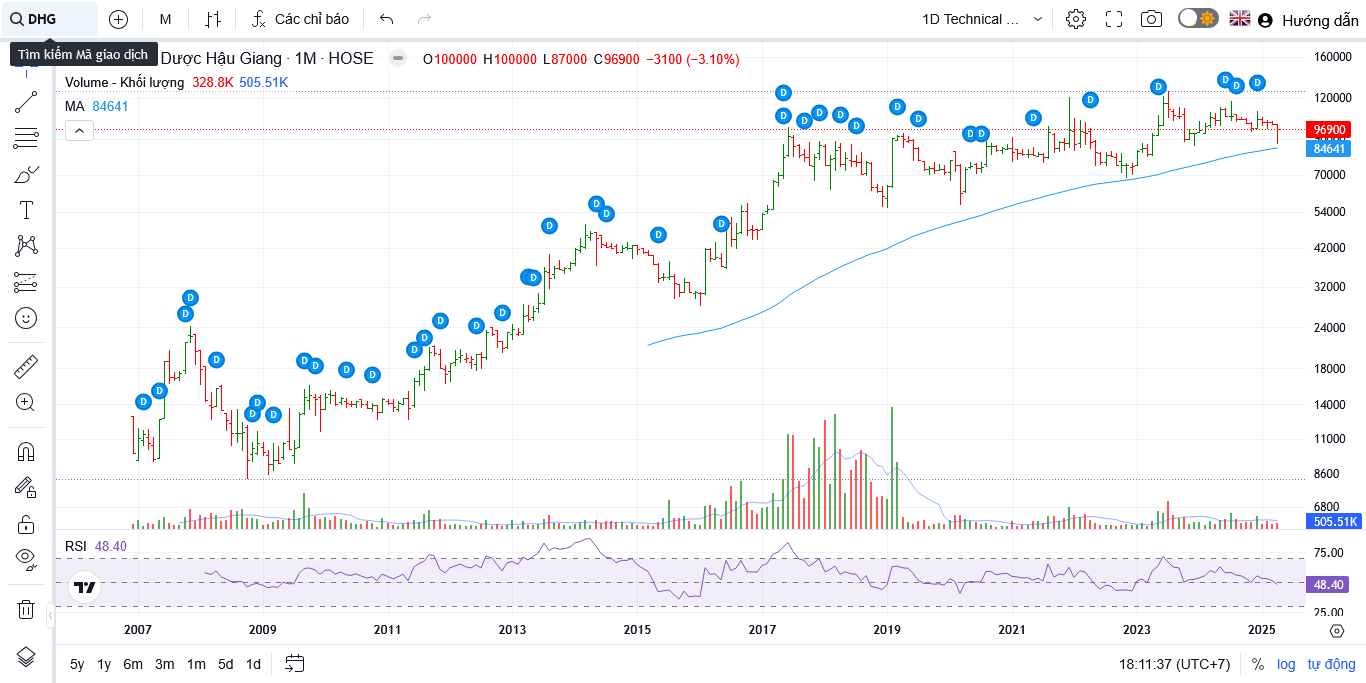 DHG M Các chỉ báo 1D Technical ... Hướng dẫn
Tìm kiếm Mã giao dịch Dược Hậu Giang · 1M · HOSE O100000 H100000 L87000 C96900 −3100 (−3.10%)
Volume - Khối lượng 328.8K 505.51K
MA 84641
160000
120000
96900
84641
70000
54000
42000
32000
24000
18000
14000
11000
8600
6800
505.51K
D D D D D D D D D D D D D D D D D D D D D D D D D D D D D D D D D D D D D D D D D D D D
RSI 48.40
75.00
48.40
25.00
2007 2009 2011 2013 2015 2017 2019 2021 2023 2025
5y 1y 6m 3m 1m 5d 1d 18:11:37 (UTC+7) % log tự động